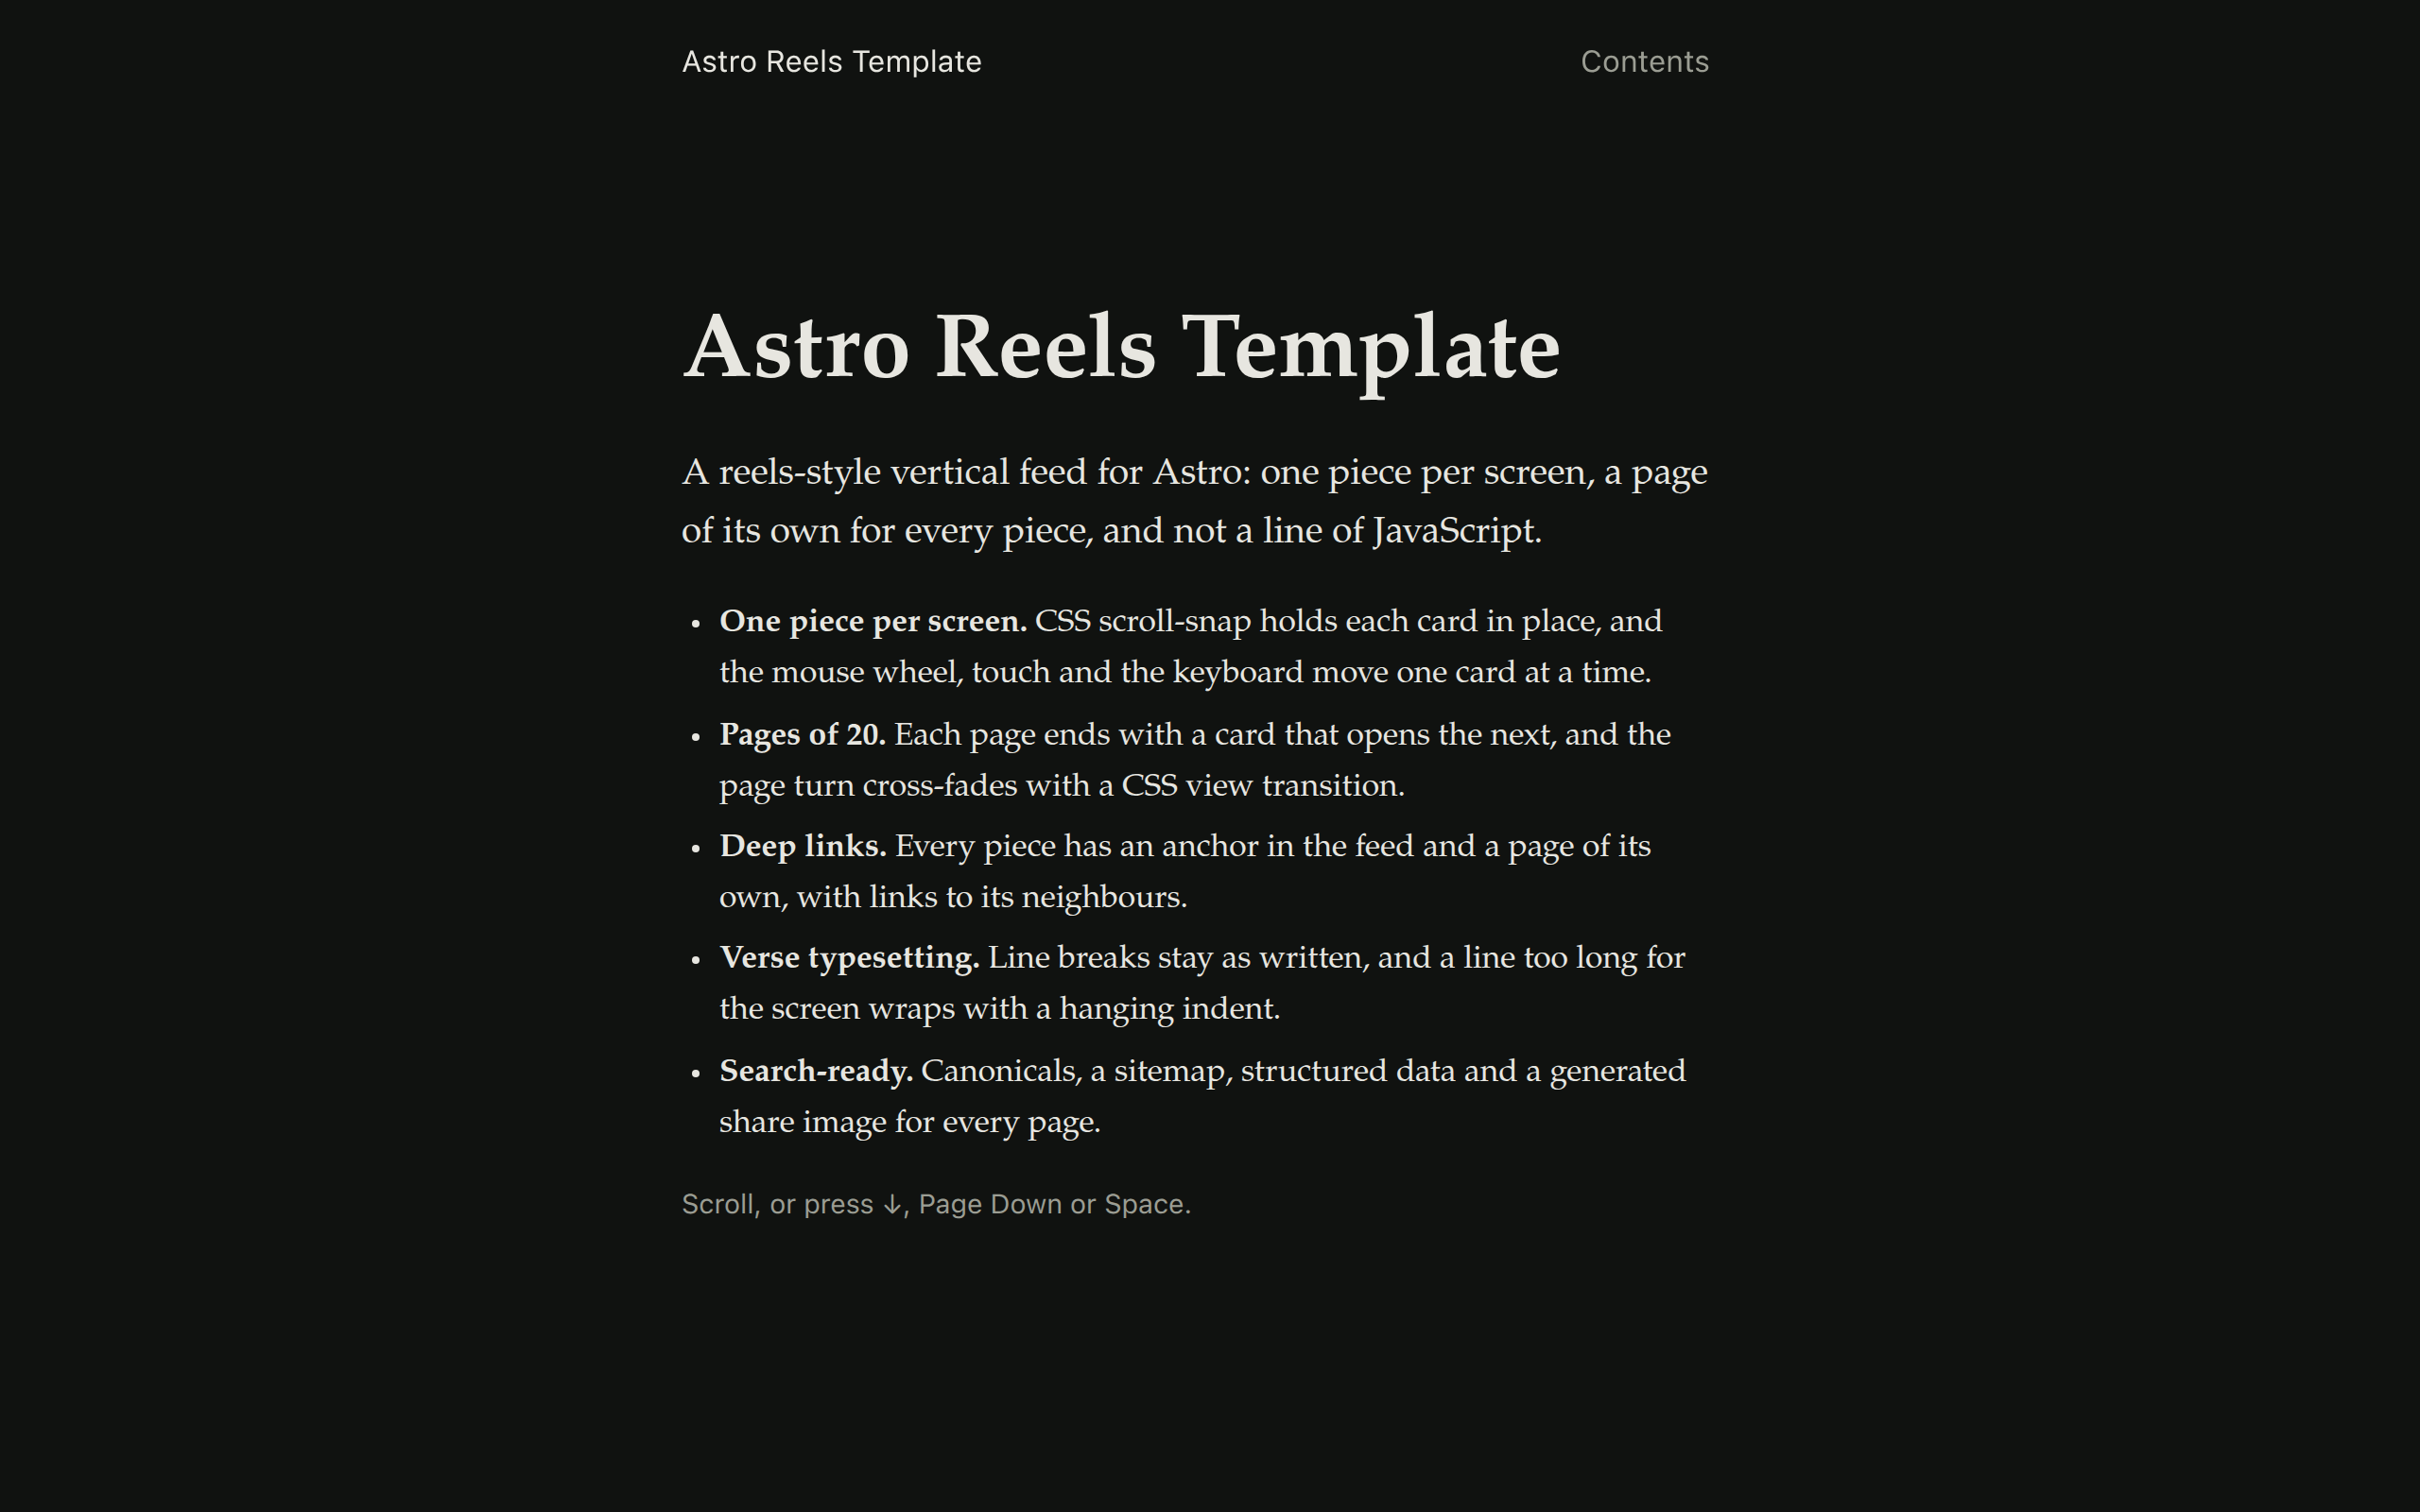 Astro Reels Template
Contents
Astro Reels Template
A reels-style vertical feed for Astro: one piece per screen, a page
of its own for every piece, and not a line of JavaScript.
• One piece per screen. CSS scroll-snap holds each card in place, and
the mouse wheel, touch and the keyboard move one card at a time.
• Pages of 20. Each page ends with a card that opens the next, and the
page turn cross-fades with a CSS view transition.
• Deep links. Every piece has an anchor in the feed and a page of its
own, with links to its neighbours.
• Verse typesetting. Line breaks stay as written, and a line too long for
the screen wraps with a hanging indent.
• Search-ready. Canonicals, a sitemap, structured data and a generated
share image for every page.
Scroll, or press ↓, Page Down or Space.